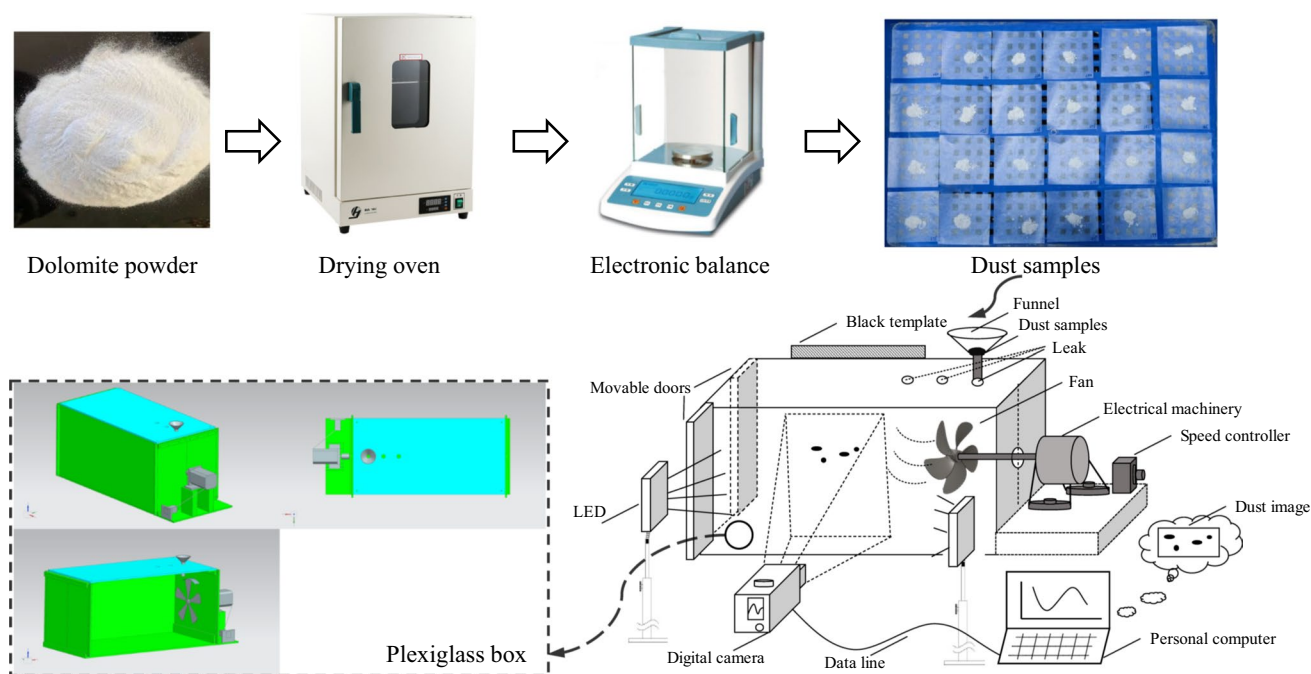 Dolomite powder
Drying oven
Electronic balance
Dust samples
Funnel
Black template
Dust samples
Leak
Movable doors
Fan
Electrical machinery
Speed controller
LED
Dust image
Plexiglass box
Digital camera
Data line
Personal computer